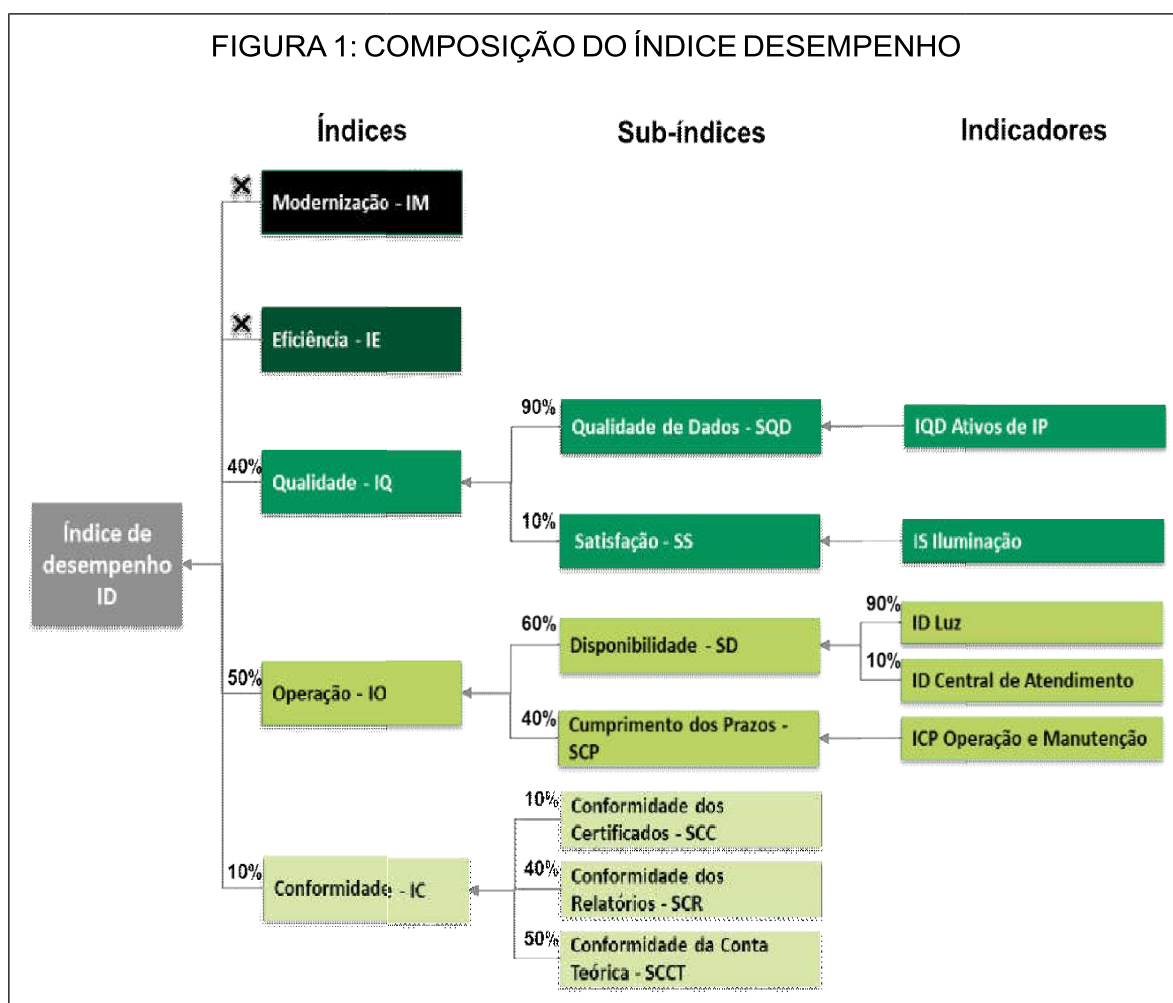 FIGURA 1: COMPOSIÇÃO DO ÍNDICE DESEMPENHO
Índices
Sub-índices
Indicadores
×
Modernização - IM
×
Eficiência - IE
90%
Qualidade de Dados - SQD
IQD Ativos de IP
40%
Qualidade - IQ
10%
Satisfação - SS
IS Iluminação
Índice de
desempenho
ID
60%
Disponibilidade - SD
90%
ID Luz
10%
ID Central de Atendimento
50%
Operação - IO
40%
Cumprimento dos Prazos -
SCP
ICP Operação e Manutenção
10%
Conformidade dos
Certificados - SCC
10%
Conformidade - IC
40%
Conformidade dos
Relatórios - SCR
50%
Conformidade da Conta
Teórica - SCCT